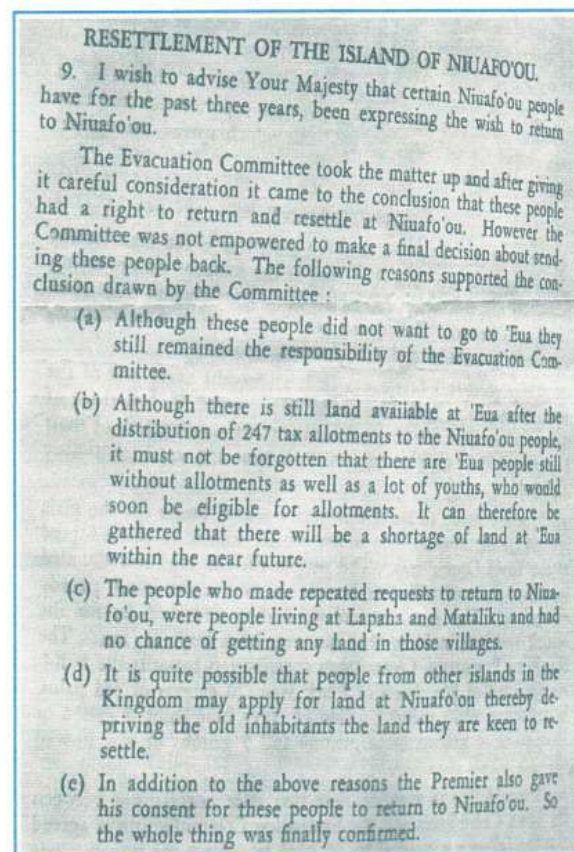 RESETTLEMENT OF THE ISLAND OF NIUAFO'OU.
9. I wish to advise Your Majesty that certain Niuafo'ou people
have for the past three years, been expressing the wish to return
to Niuafo'ou.
The Evacuation Committee took the matter up and after giving
it careful consideration it came to the conclusion that these people
had a right to return and resettle at Niuafo'ou. However the
Committee was not empowered to make a final decision about send-
ing these people back. The following reasons supported the con-
clusion drawn by the Committee :
(a) Although these people did not want to go to 'Eua they
still remained the responsibility of the Evacuation Com-
mittee.
(b) Although there is still land available at 'Eua after the
distribution of 247 tax allotments to the Niuafo'ou people,
it must not be forgotten that there are 'Eua people still
without allotments as well as a lot of youths, who would
soon be eligible for allotments. It can therefore be
gathered that there will be a shortage of land at 'Eua
within the near future.
(c) The people who made repeated requests to return to Niua-
fo'ou, were people living at Lapaha and Mataliku and had
no chance of getting any land in those villages.
(d) It is quite possible that people from other islands in the
Kingdom may apply for land at Niuafo'ou thereby de-
priving the old inhabitants the land they are keen to re-
settle.
(e) In addition to the above reasons the Premier also gave
his consent for these people to return to Niuafo'ou. So
the whole thing was finally confirmed.